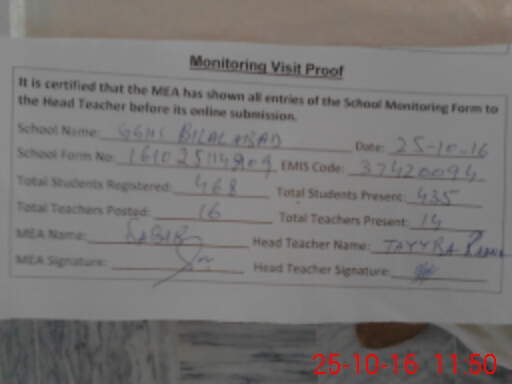 Monitoring Visit Proof
It is certified that the MEA has shown all entries of the School Monitoring Form to
the Head Teacher before its online submission.
School Name: GGHS BILALABAD Date: 25-10-16
School Form No: EMIS Code: 37420094
Total Students Registered: 468 Total Students Present: 435
Total Teachers Posted: 16 Total Teachers Present: 14
MEA Name: SABIR Head Teacher Name: TAYYBA
MEA Signature: Head Teacher Signature:
25-10-16 11:50